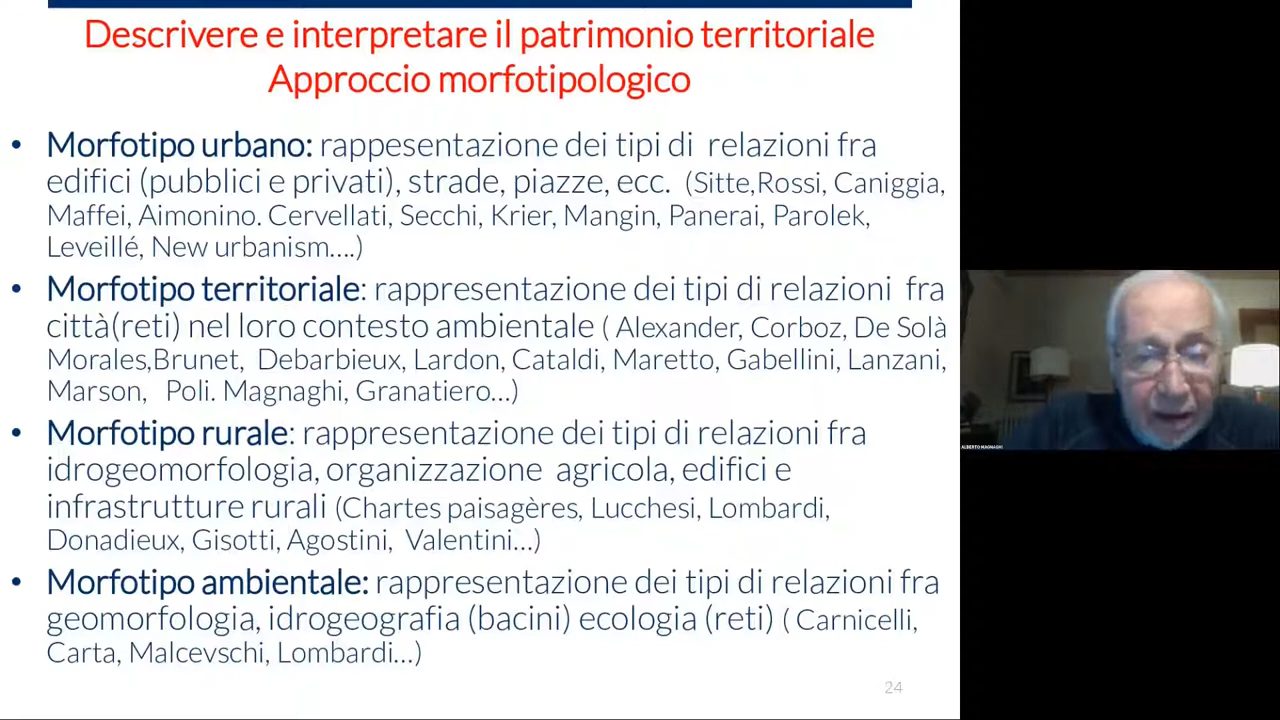 Descrivere e interpretare il patrimonio territoriale
Approccio morfotipologico
• Morfotipo urbano: rappesentazione dei tipi di relazioni fra
edifici (pubblici e privati), strade, piazze, ecc. (Sitte,Rossi, Caniggia,
Maffei, Aimonino. Cervellati, Secchi, Krier, Mangin, Panerai, Parolek,
Leveillé, New urbanism....)
• Morfotipo territoriale: rappresentazione dei tipi di relazioni fra
città(reti) nel loro contesto ambientale ( Alexander, Corboz, De Solà
Morales,Brunet, Debarbieux, Lardon, Cataldi, Maretto, Gabellini, Lanzani,
Marson, Poli. Magnaghi, Granatiero...)
• Morfotipo rurale: rappresentazione dei tipi di relazioni fra
idrogeomorfologia, organizzazione agricola, edifici e
infrastrutture rurali (Chartes paisagères, Lucchesi, Lombardi,
Donadieux, Gisotti, Agostini, Valentini...)
• Morfotipo ambientale: rappresentazione dei tipi di relazioni fra
geomorfologia, idrogeografia (bacini) ecologia (reti) ( Carnicelli,
Carta, Malcevschi, Lombardi...)
24
ALBERTO MAGNAGHI